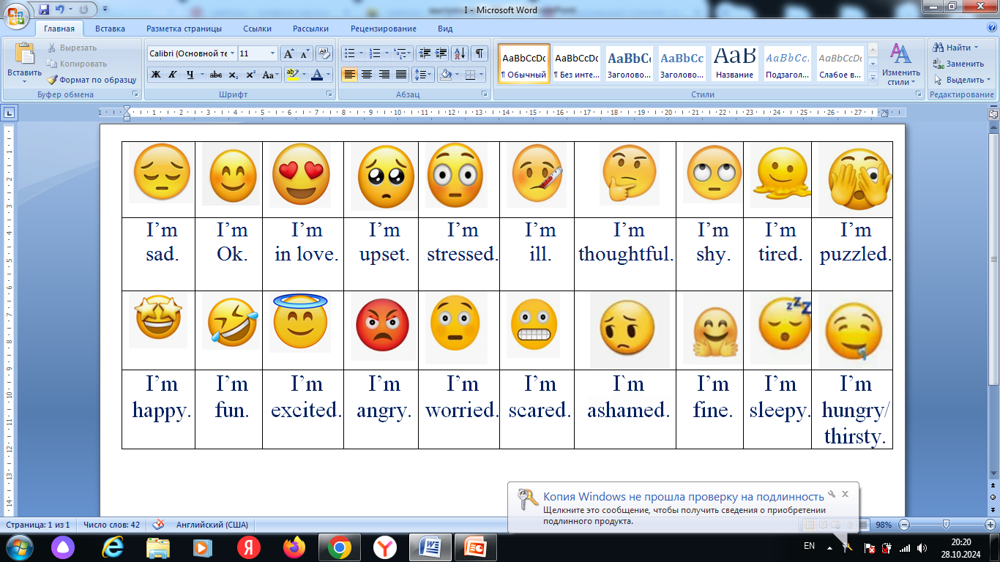 I - Microsoft Word
Главная Вставка Разметка страницы Ссылки Рассылки Рецензирование Вид
Вставить
Вырезать
Копировать
Формат по образцу
Буфер обмена
Calibri (Основной те 11
Ж К Ч abc x₂ x² Aa
Шрифт
Абзац
AaBbCcDc AaBbCcDc AaBbCc AaBbCc AaB AaBbCc. AaBbCcDc
¶ Обычный ¶ Без инте... Заголово... Заголово... Название Подзагол... Слабое в...
Изменить стили
Стили
Найти
Заменить
Выделить
Редактирование
I’m I’m I’m I’m I’m I’m I’m I’m I’m I’m
sad. Ok. in love. upset. stressed. ill. thoughtful. shy. tired. puzzled.
I’m I’m I’m I’m I’m I’m I`m I’m I’m I’m
happy. fun. excited. angry. worried. scared. ashamed. fine. sleepy. hungry/
thirsty.
Копия Windows не прошла проверку на подлинность
Щелкните это сообщение, чтобы получить сведения о приобретении
подлинного продукта.
Страница: 1 из 1 Число слов: 42 Английский (США) 98%
EN 20:20
28.10.2024